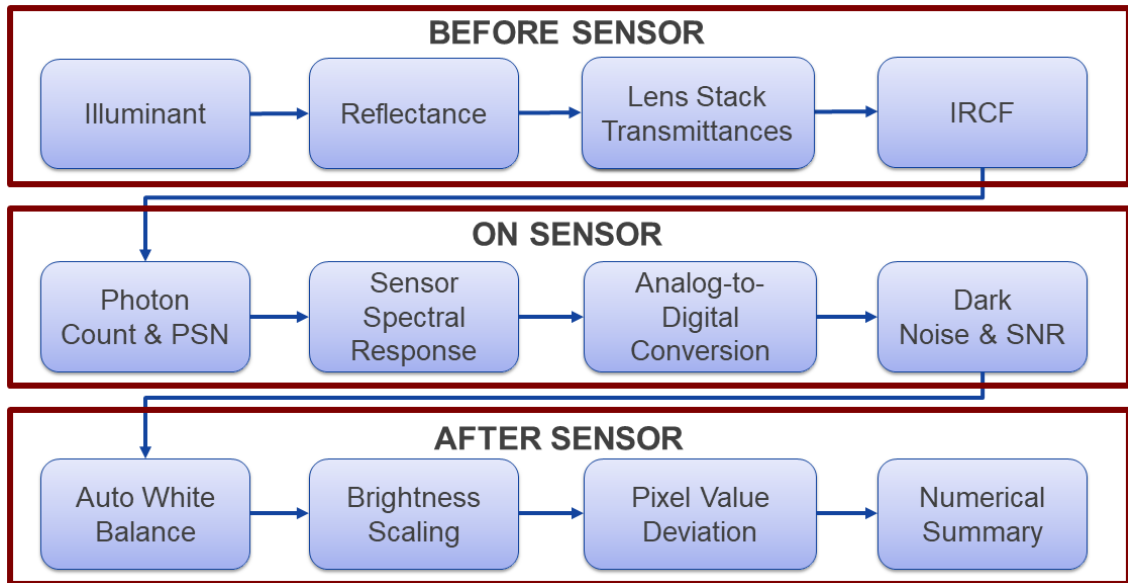 BEFORE SENSOR
Illuminant
Reflectance
Lens Stack
Transmittances
IRCF
ON SENSOR
Photon
Count & PSN
Sensor
Spectral
Response
Analog-to-
Digital
Conversion
Dark
Noise & SNR
AFTER SENSOR
Auto White
Balance
Brightness
Scaling
Pixel Value
Deviation
Numerical
Summary